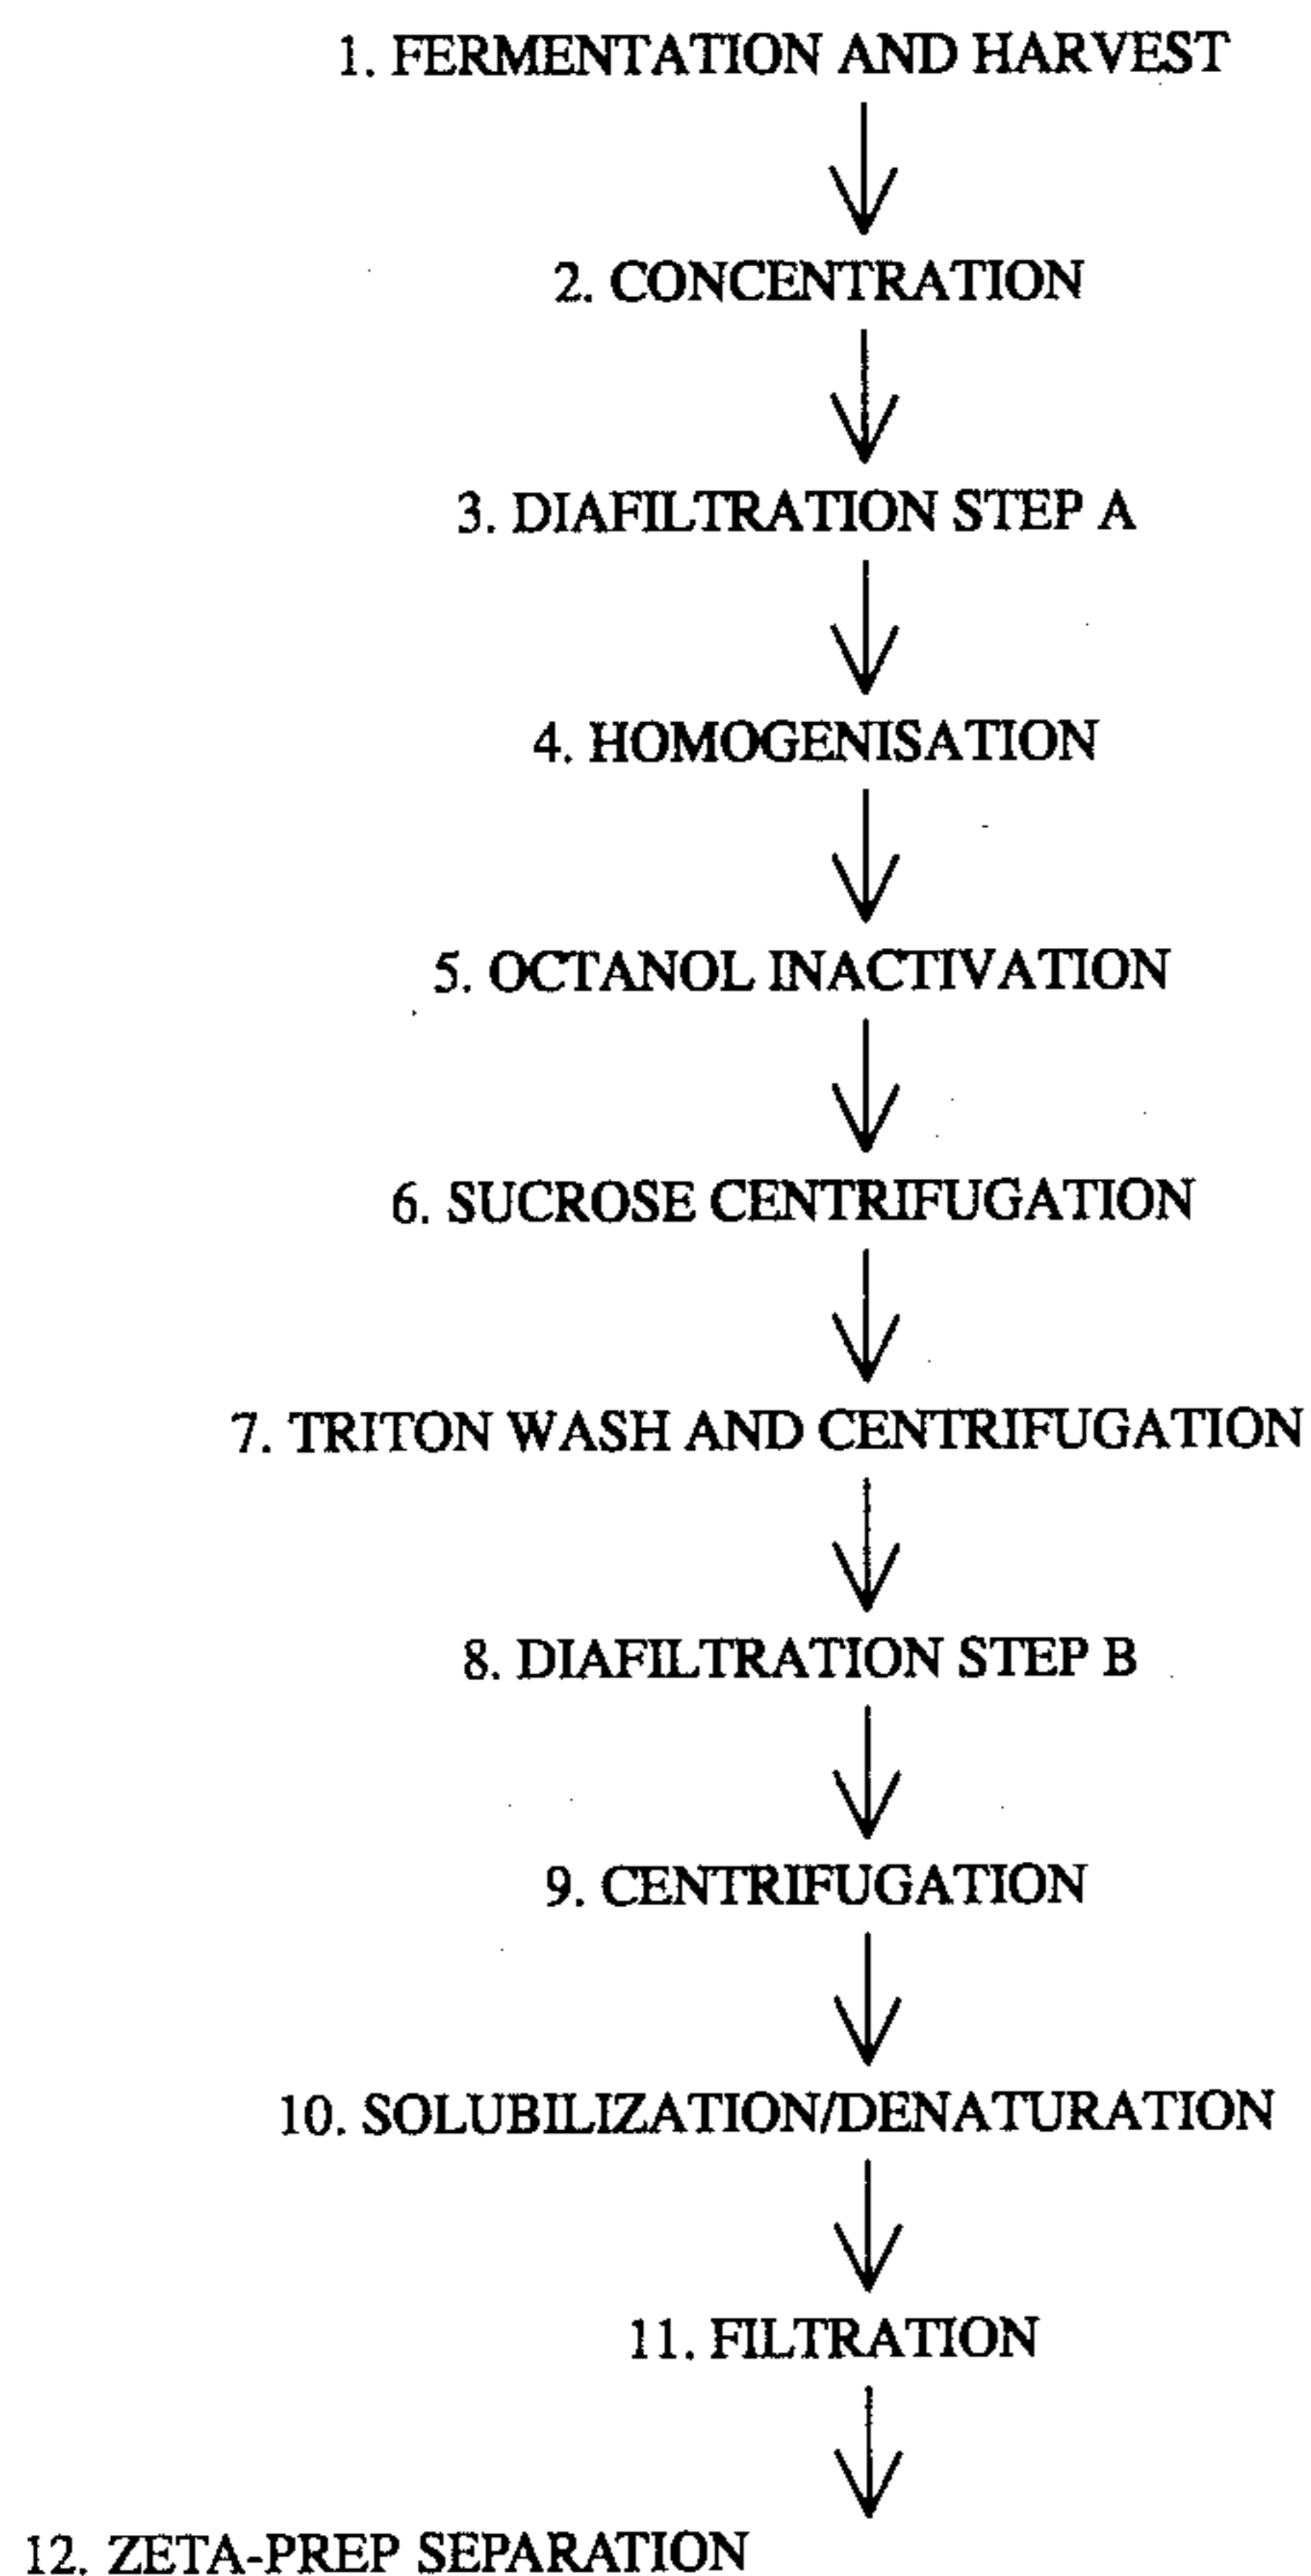 1. FERMENTATION AND HARVEST
2. CONCENTRATION
3. DIAFILTRATION STEP A
4. HOMOGENISATION
5. OCTANOL INACTIVATION
6. SUCROSE CENTRIFUGATION
7. TRITON WASH AND CENTRIFUGATION
8. DIAFILTRATION STEP B
9. CENTRIFUGATION
10. SOLUBILIZATION/DENATURATION
11. FILTRATION
12. ZETA-PREP SEPARATION